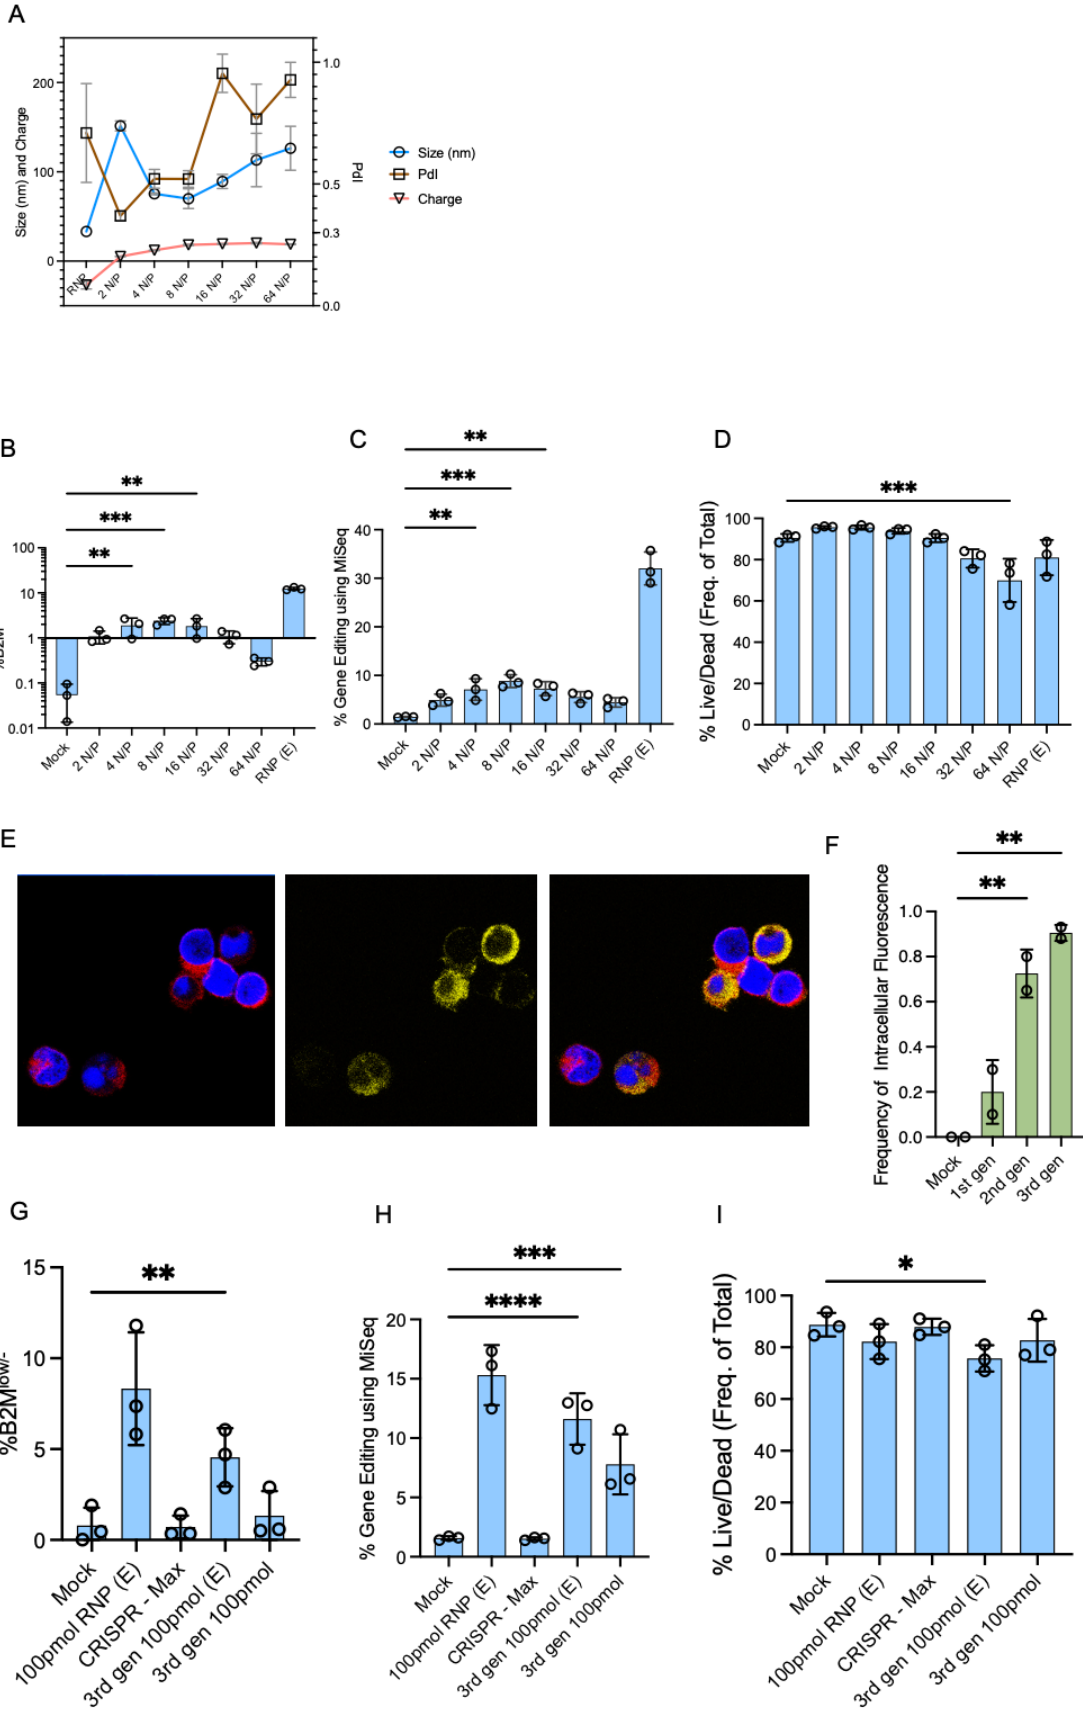 A
Size (nm) and Charge
200
100
0
1.0
0.5
0.3
0.0
PdI
Size (nm)
PdI
Charge
RNP
2 N/P
4 N/P
8 N/P
16 N/P
32 N/P
64 N/P
B
**
***
**
100
10
1
0.1
0.01
Mock
2 N/P
4 N/P
8 N/P
16 N/P
32 N/P
64 N/P
RNP (E)
C
**
***
**
% Gene Editing using MiSeq
40
30
20
10
0
Mock
2 N/P
4 N/P
8 N/P
16 N/P
32 N/P
64 N/P
RNP (E)
D
***
% Live/Dead (Freq. of Total)
100
80
60
40
20
0
Mock
2 N/P
4 N/P
8 N/P
16 N/P
32 N/P
64 N/P
RNP (E)
E
F
**
**
Frequency of Intracellular Fluorescence
1.0
0.8
0.6
0.4
0.2
0.0
Mock
1st gen
2nd gen
3rd gen
G
**
%B2Mlow/-
15
10
5
0
Mock
100pmol RNP (E)
CRISPR - Max
3rd gen 100pmol (E)
3rd gen 100pmol
H
***
****
% Gene Editing using MiSeq
20
15
10
5
0
Mock
100pmol RNP (E)
CRISPR - Max
3rd gen 100pmol (E)
3rd gen 100pmol
I
*
% Live/Dead (Freq. of Total)
100
80
60
40
20
0
Mock
100pmol RNP (E)
CRISPR - Max
3rd gen 100pmol (E)
3rd gen 100pmol